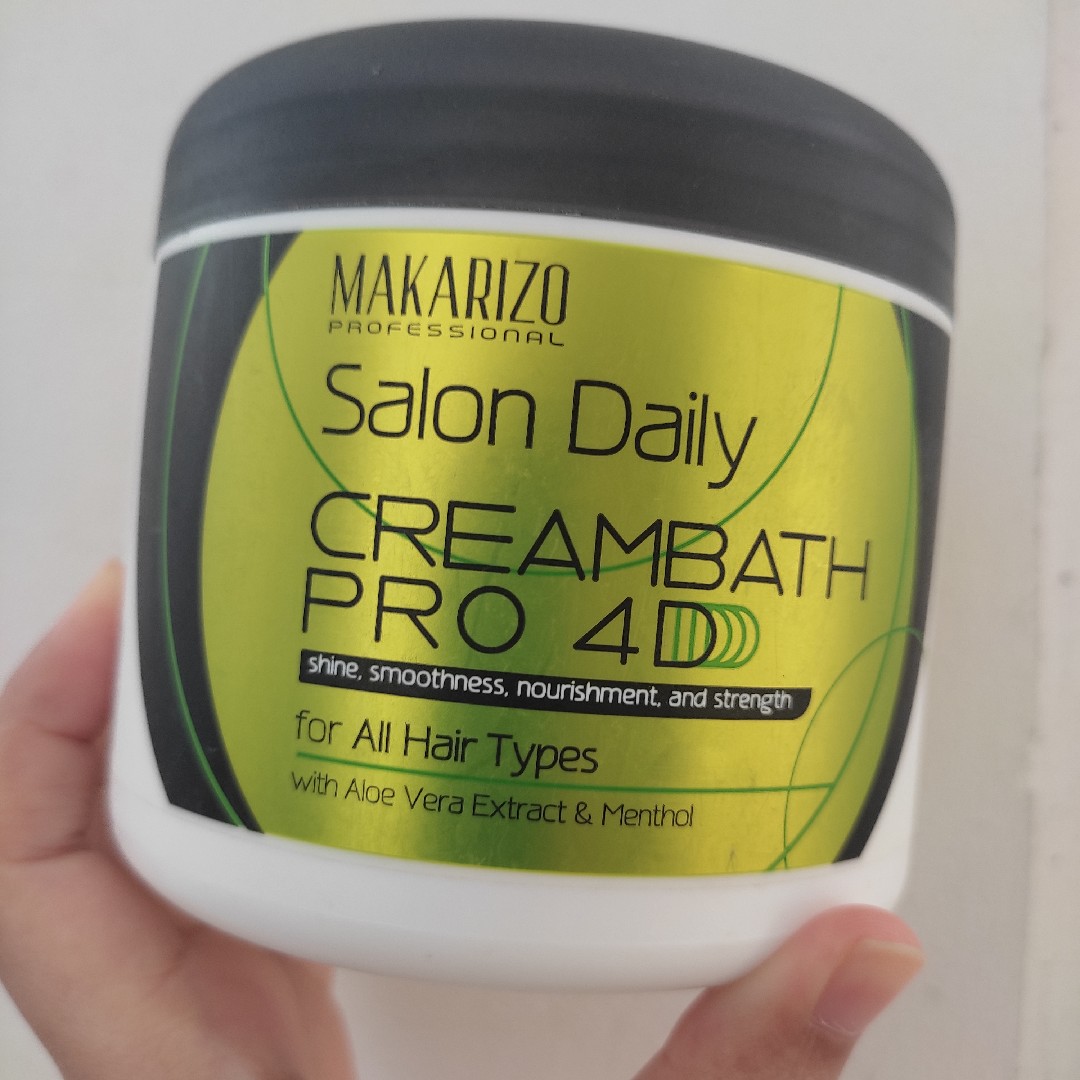 MAKARIZO
PROFESSIONAL
Salon Daily
CREAMBATH
PRO 4D
shine, smoothness, nourishment, and strength
for All Hair Types
with Aloe Vera Extract & Menthol